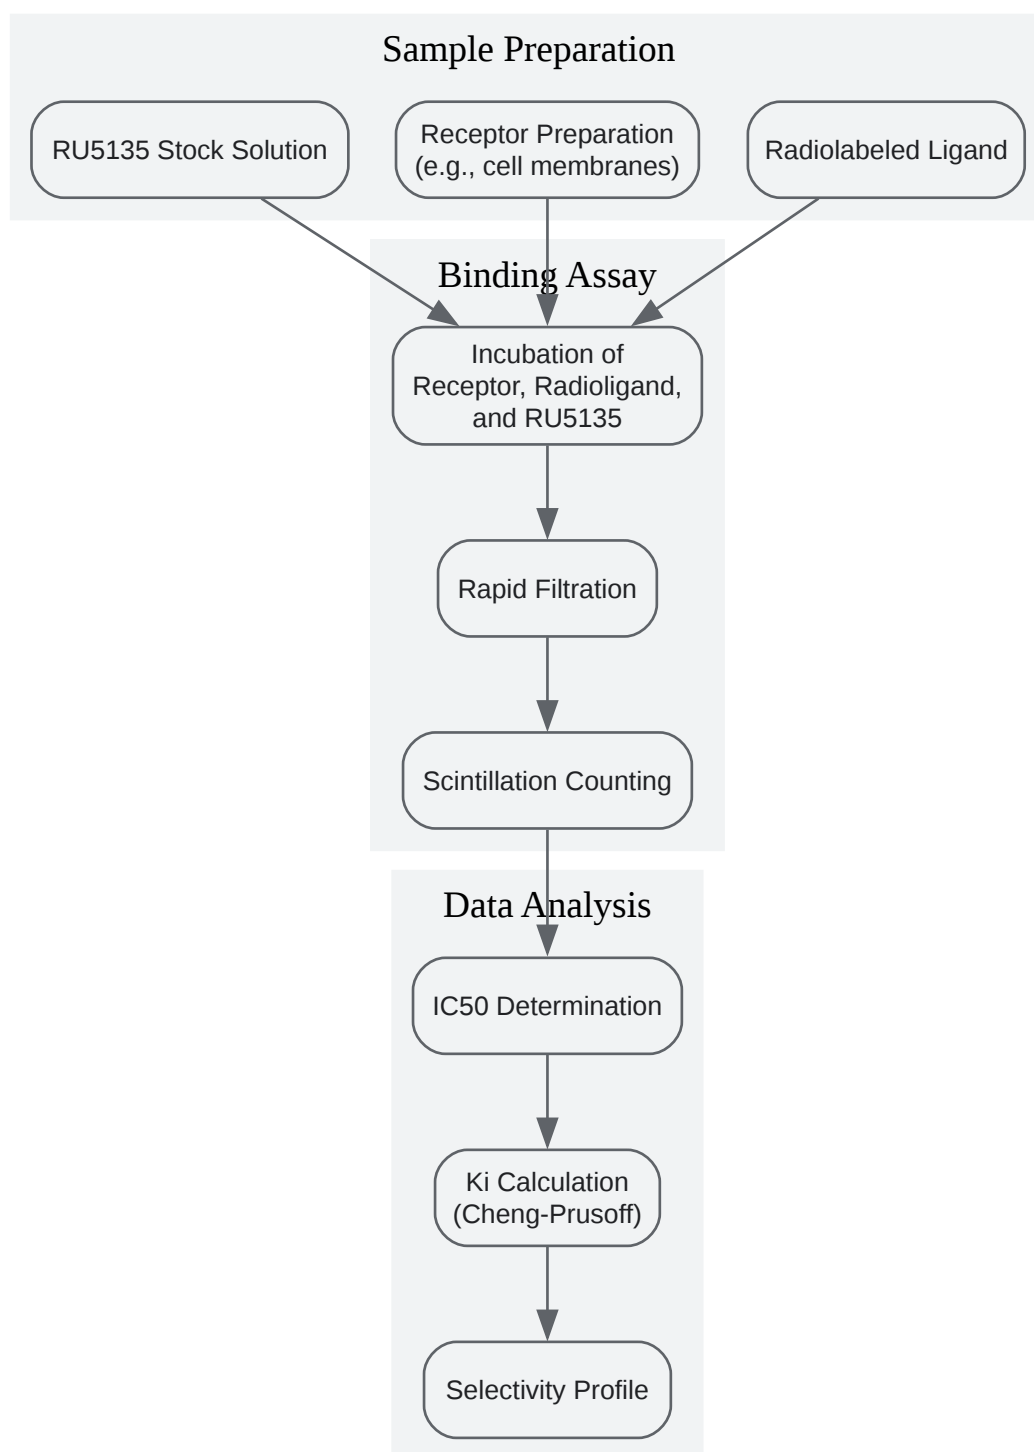 Sample Preparation
RU5135 Stock Solution
Receptor Preparation
(e.g., cell membranes)
Radiolabeled Ligand
Binding Assay
Incubation of
Receptor, Radioligand,
and RU5135
Rapid Filtration
Scintillation Counting
Data Analysis
IC50 Determination
Ki Calculation
(Cheng-Prusoff)
Selectivity Profile